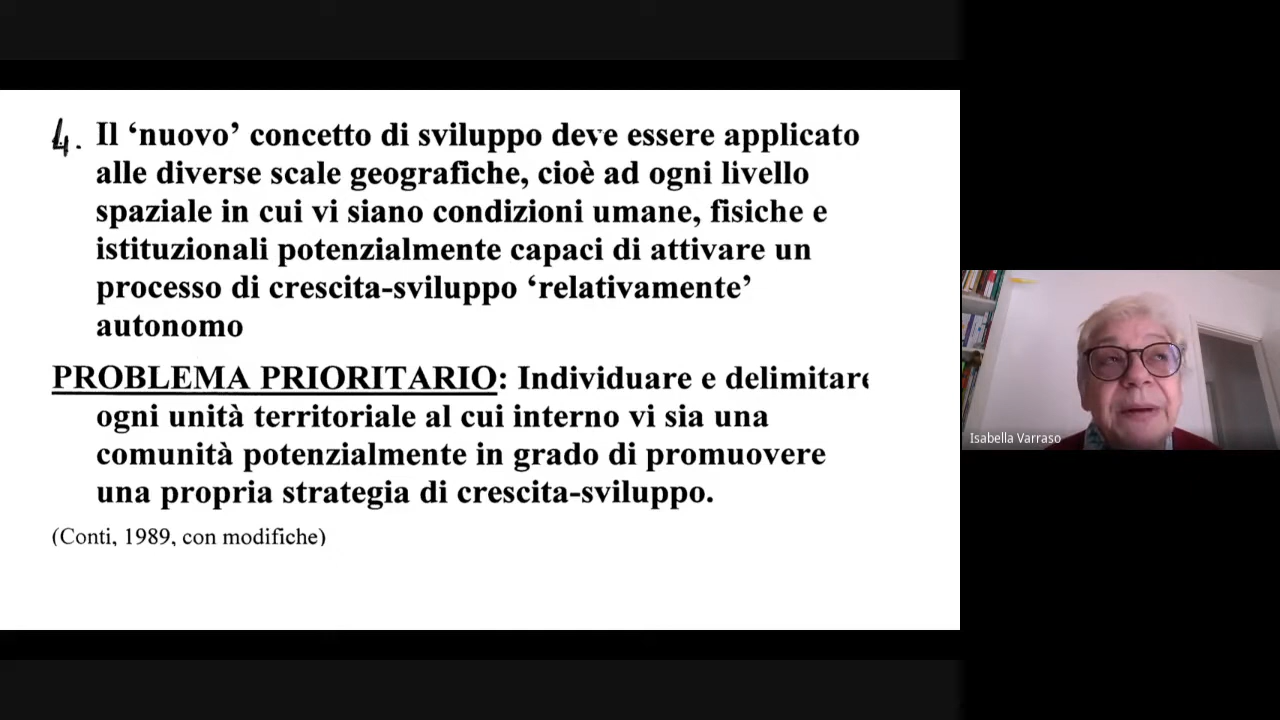 4. Il ‘nuovo’ concetto di sviluppo deve essere applicato
alle diverse scale geografiche, cioè ad ogni livello
spaziale in cui vi siano condizioni umane, fisiche e
istituzionali potenzialmente capaci di attivare un
processo di crescita-sviluppo ‘relativamente’
autonomo
PROBLEMA PRIORITARIO: Individuare e delimitare
ogni unità territoriale al cui interno vi sia una
comunità potenzialmente in grado di promuovere
una propria strategia di crescita-sviluppo.
(Conti, 1989, con modifiche)
Isabella Varraso